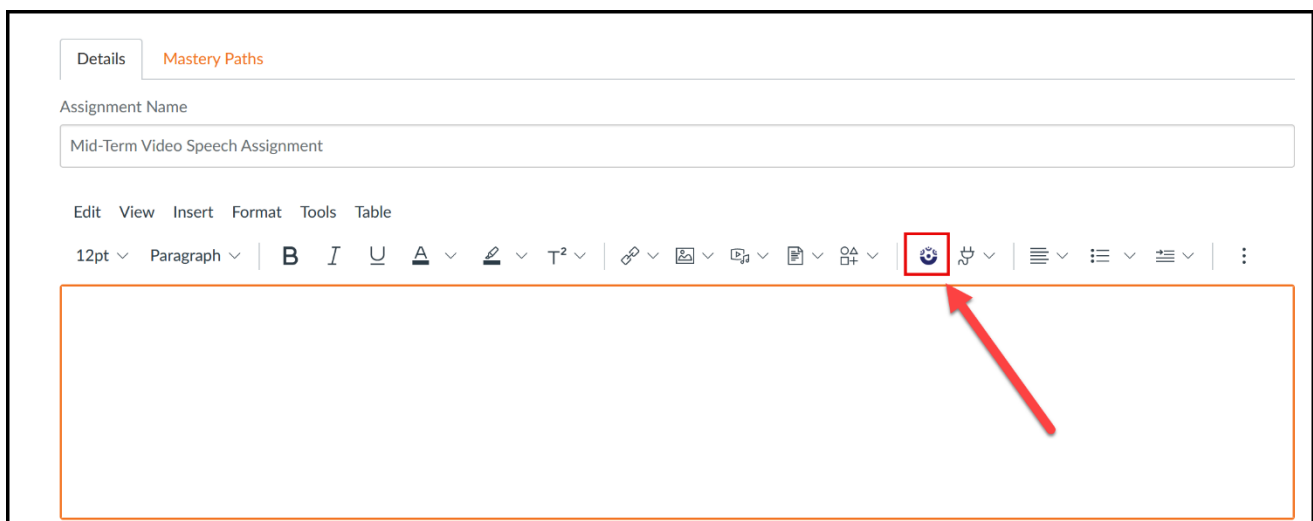 Details Mastery Paths
Assignment Name
Mid-Term Video Speech Assignment
Edit View Insert Format Tools Table
12pt Paragraph B I U A T²